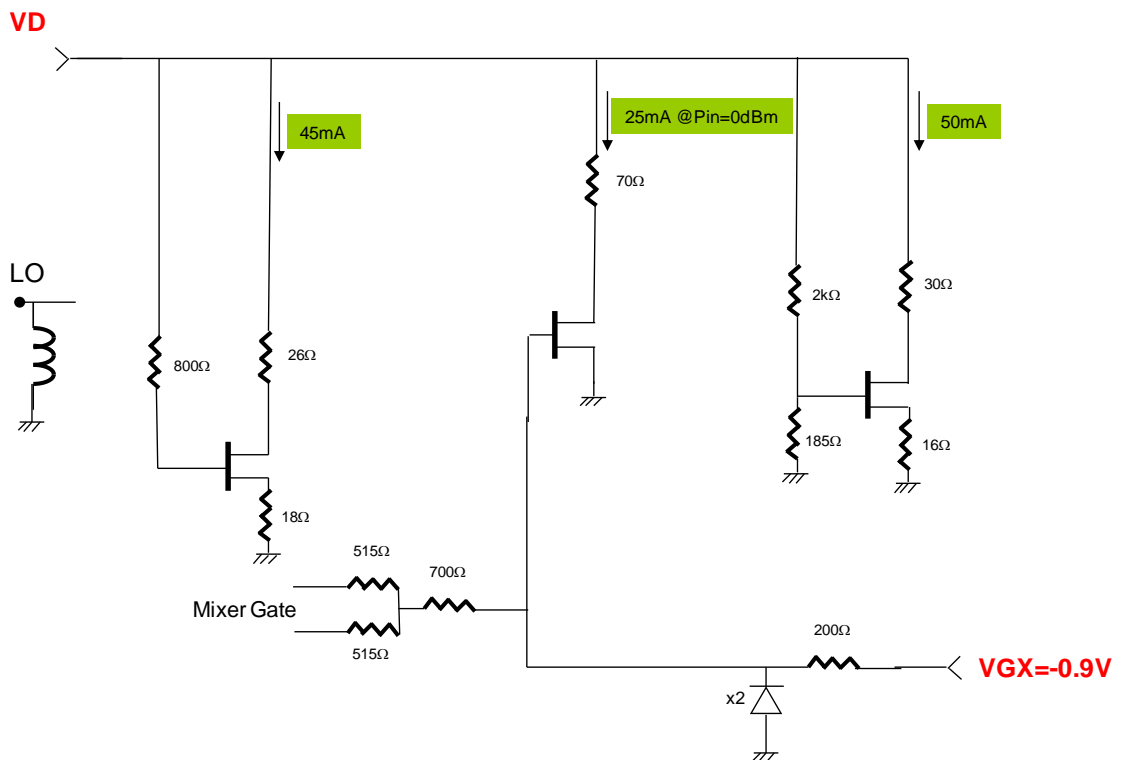 VD
45mA
25mA @Pin=0dBm
50mA
70Ω
LO
2kΩ
30Ω
800Ω
26Ω
185Ω
16Ω
18Ω
515Ω
700Ω
Mixer Gate
515Ω
200Ω
VGX=-0.9V
x2